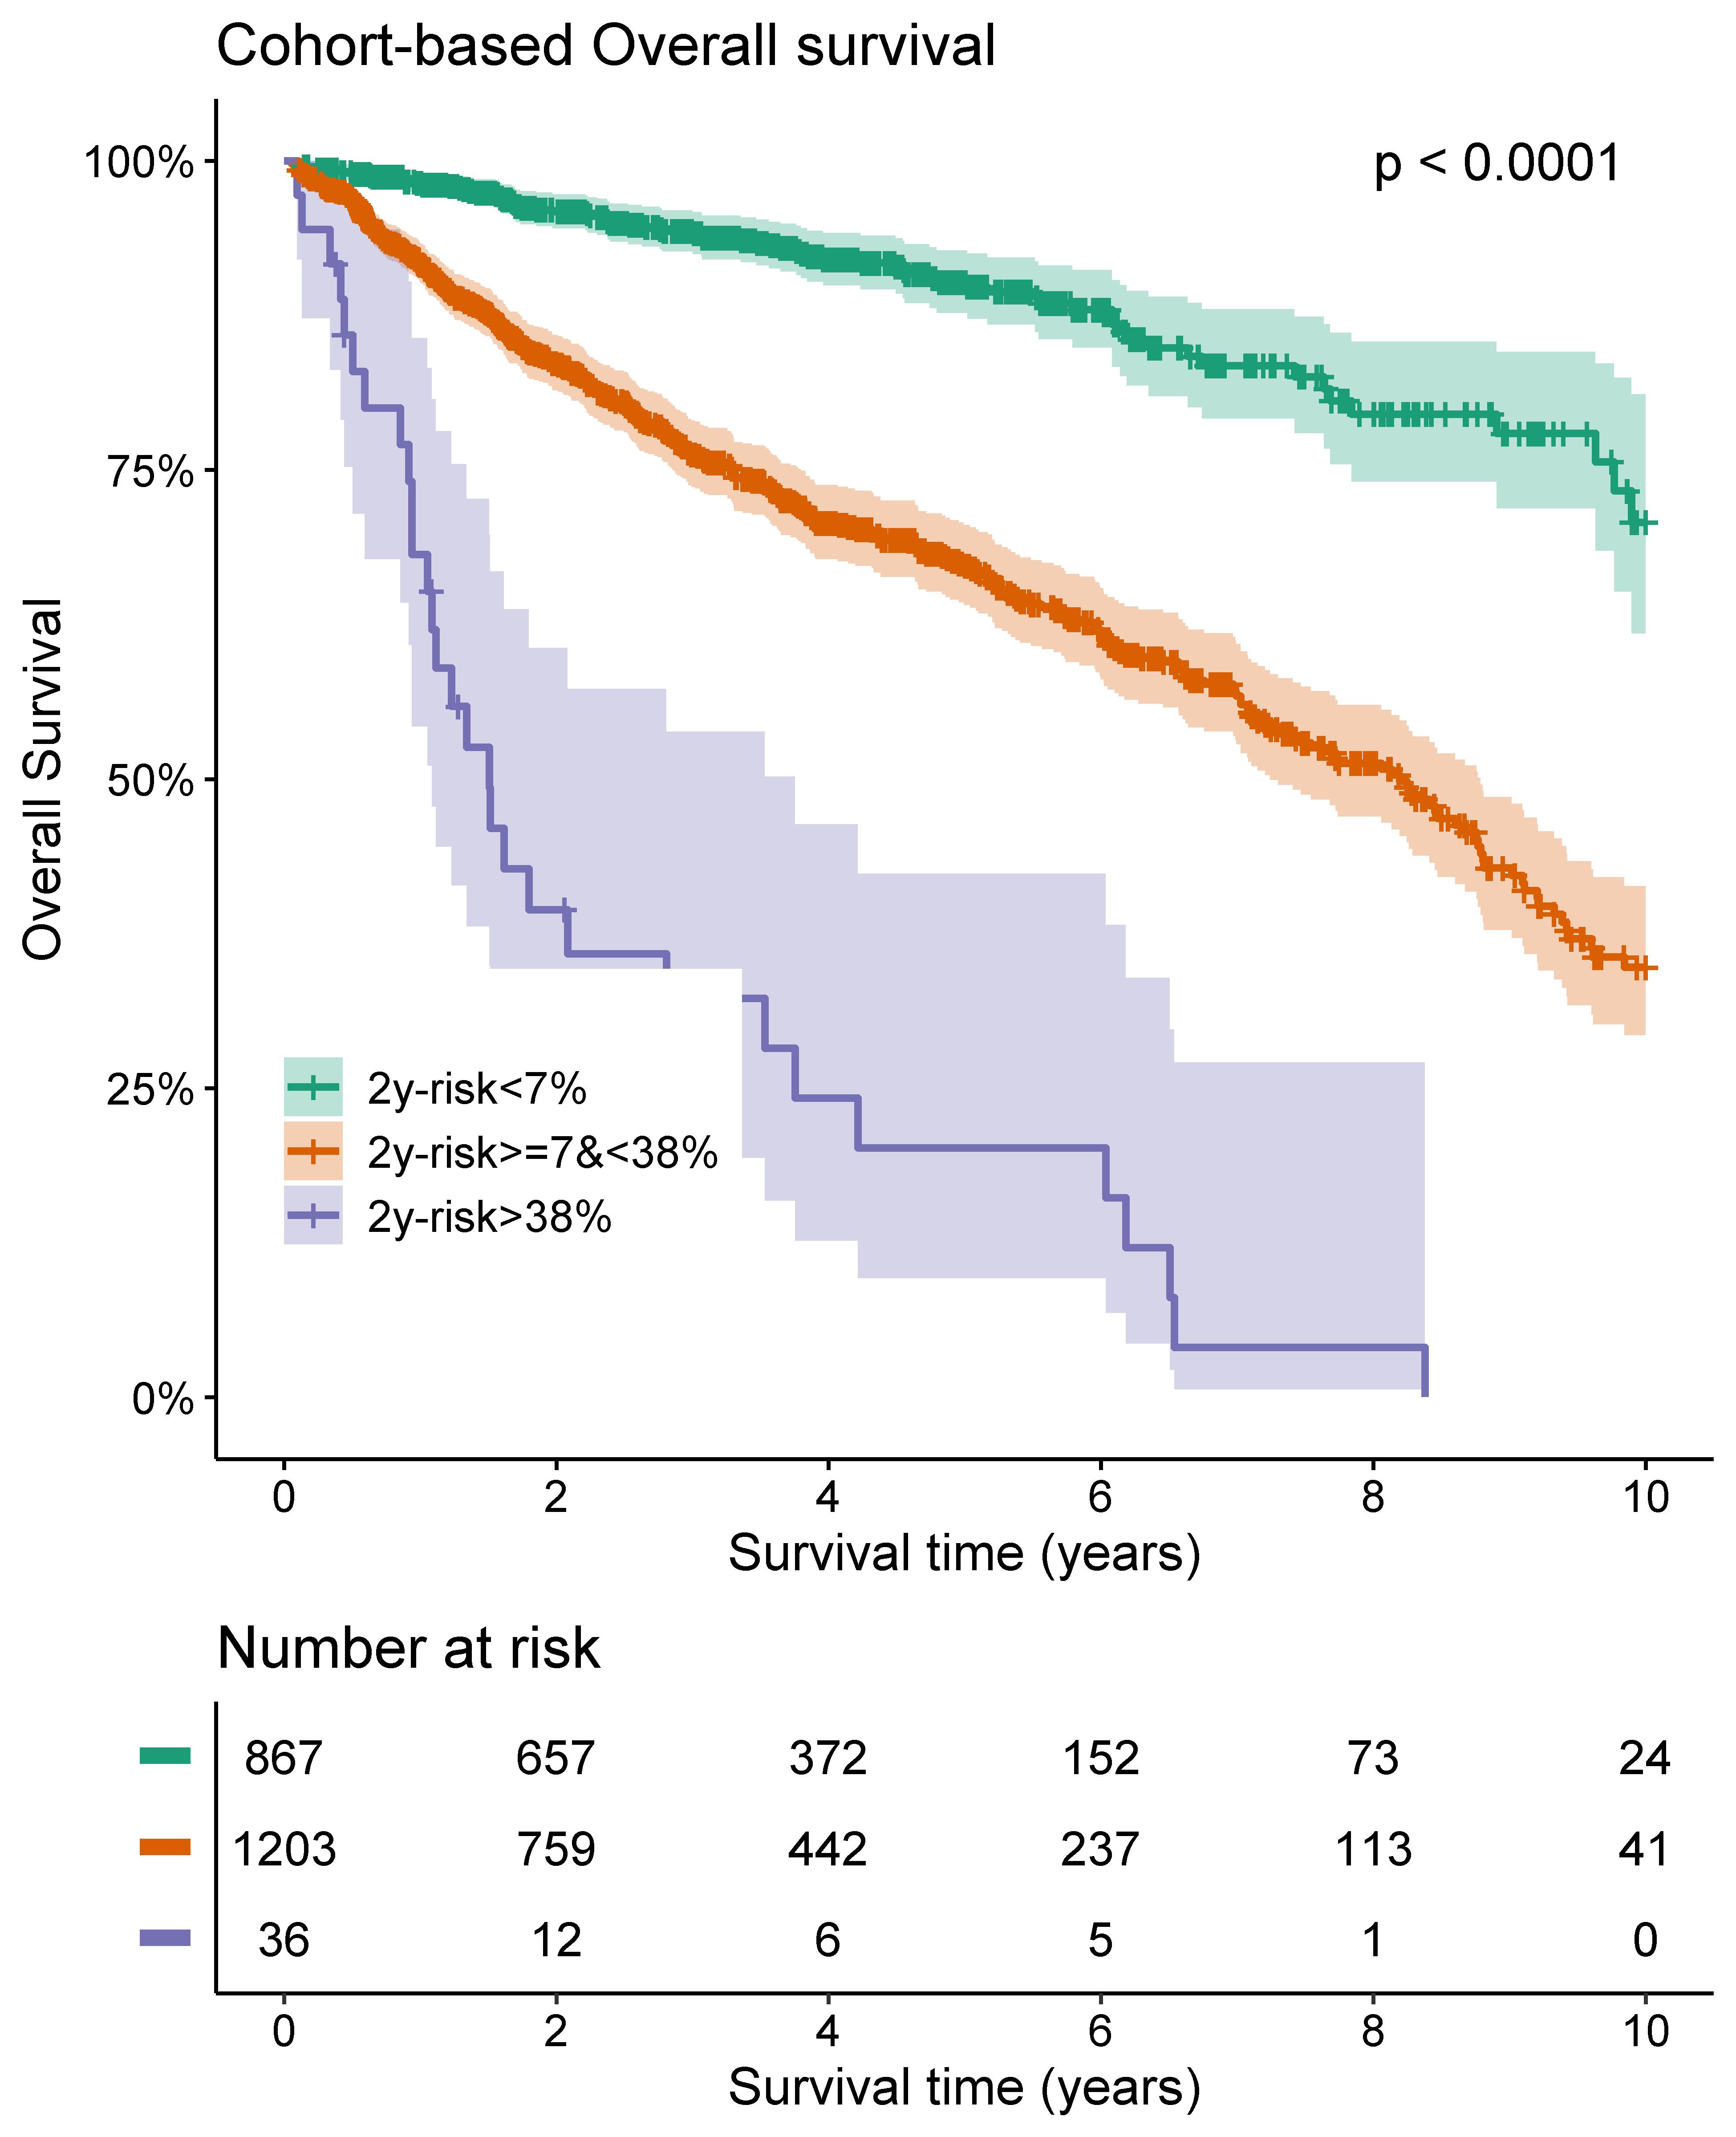 Cohort-based Overall survival
p < 0.0001
100%
75%
50%
25%
0%
Overall Survival
2y-risk<7%
2y-risk>=7&<38%
2y-risk>38%
0 2 4 6 8 10
Survival time (years)
Number at risk
867 657 372 152 73 24
1203 759 442 237 113 41
36 12 6 5 1 0
0 2 4 6 8 10
Survival time (years)